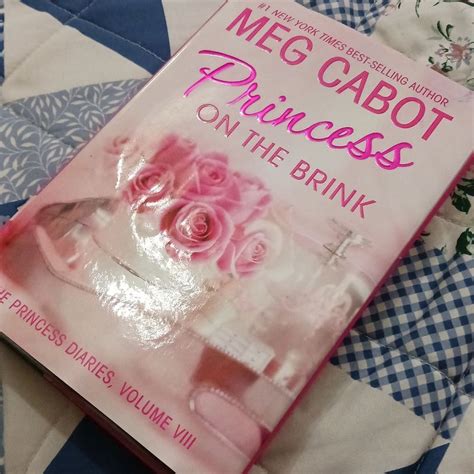 #1 NEW YORK TIMES BEST-SELLING AUTHOR
MEG CABOT
Princess
ON THE BRINK
THE PRINCESS DIARIES, VOLUME VIII